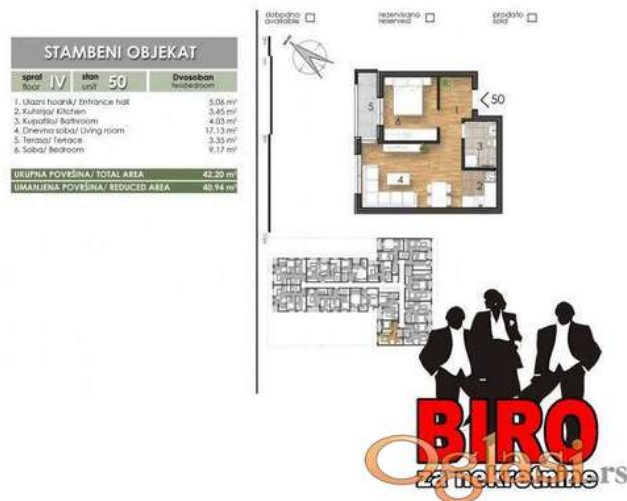 slobodno
available
rezervisano
reserved
prodato
sold
STAMBENI OBJEKAT
sprat
floor
IV
stan
unit
50
Dvosoban
twobedroom
1. Ulazni hodnik/ Entrance hall 5.06 m²
2. Kuhinja/ Kitchen 3.45 m²
3. Kupatilo/ Bathroom 4.03 m²
4. Dnevna soba/ Living room 17.13 m²
5. Terasa/ Terrace 3.35 m²
6. Soba/ Bedroom 9.17 m²
UKUPNA POVRŠINA/ TOTAL AREA 42.20 m²
UMANJENA POVRŠINA/ REDUCED AREA 40.94 m²
5
6
1
50
3
4
2
BIRO
za nekretnine
Oglasi.rs